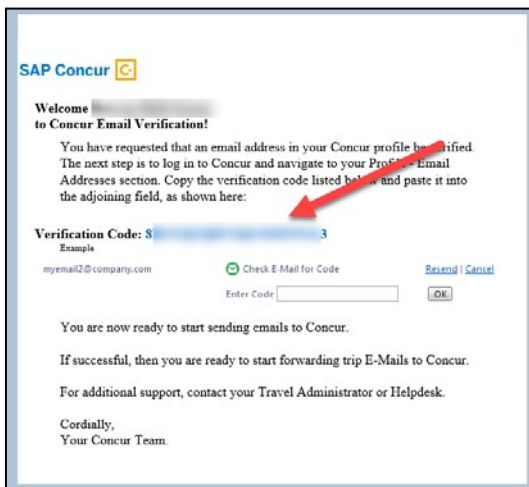 SAP Concur C
Welcome
to Concur Email Verification!
You have requested that an email address in your Concur profile be verified.
The next step is to log in to Concur and navigate to your Profile - Email
Addresses section. Copy the verification code listed below and paste it into
the adjoining field, as shown here:
Verification Code: 8 3
Example
myemail2@company.com Check E-Mail for Code Resend | Cancel
Enter Code OK
You are now ready to start sending emails to Concur.
If successful, then you are ready to start forwarding trip E-Mails to Concur.
For additional support, contact your Travel Administrator or Helpdesk.
Cordially,
Your Concur Team.